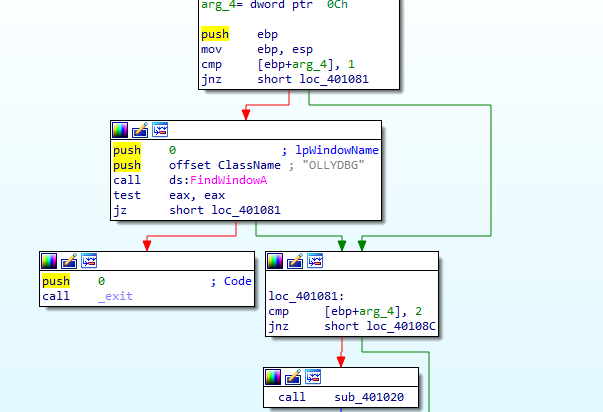 arg_4= dword ptr  0Ch
push    ebp
mov     ebp, esp
cmp     [ebp+arg_4], 1
jnz     short loc_401081
push    0               ; lpWindowName
push    offset ClassName ; "OLLYDBG"
call    ds:FindWindowA
test    eax, eax
jz      short loc_401081
push    0               ; Code
call    _exit
loc_401081:
cmp     [ebp+arg_4], 2
jnz     short loc_40108C
call    sub_401020